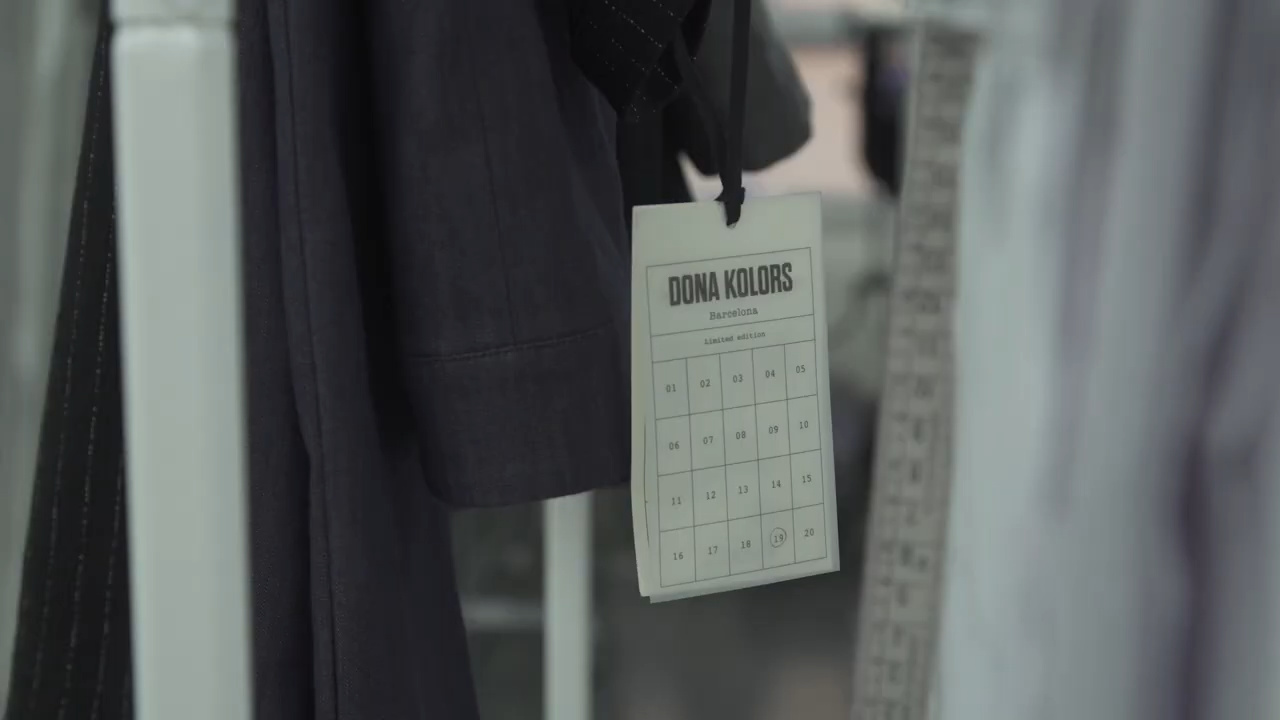 DONA KOLORS
Barcelona
Limited edition
01 02 03 04 05
06 07 08 09 10
11 12 13 14 15
16 17 18 19 20